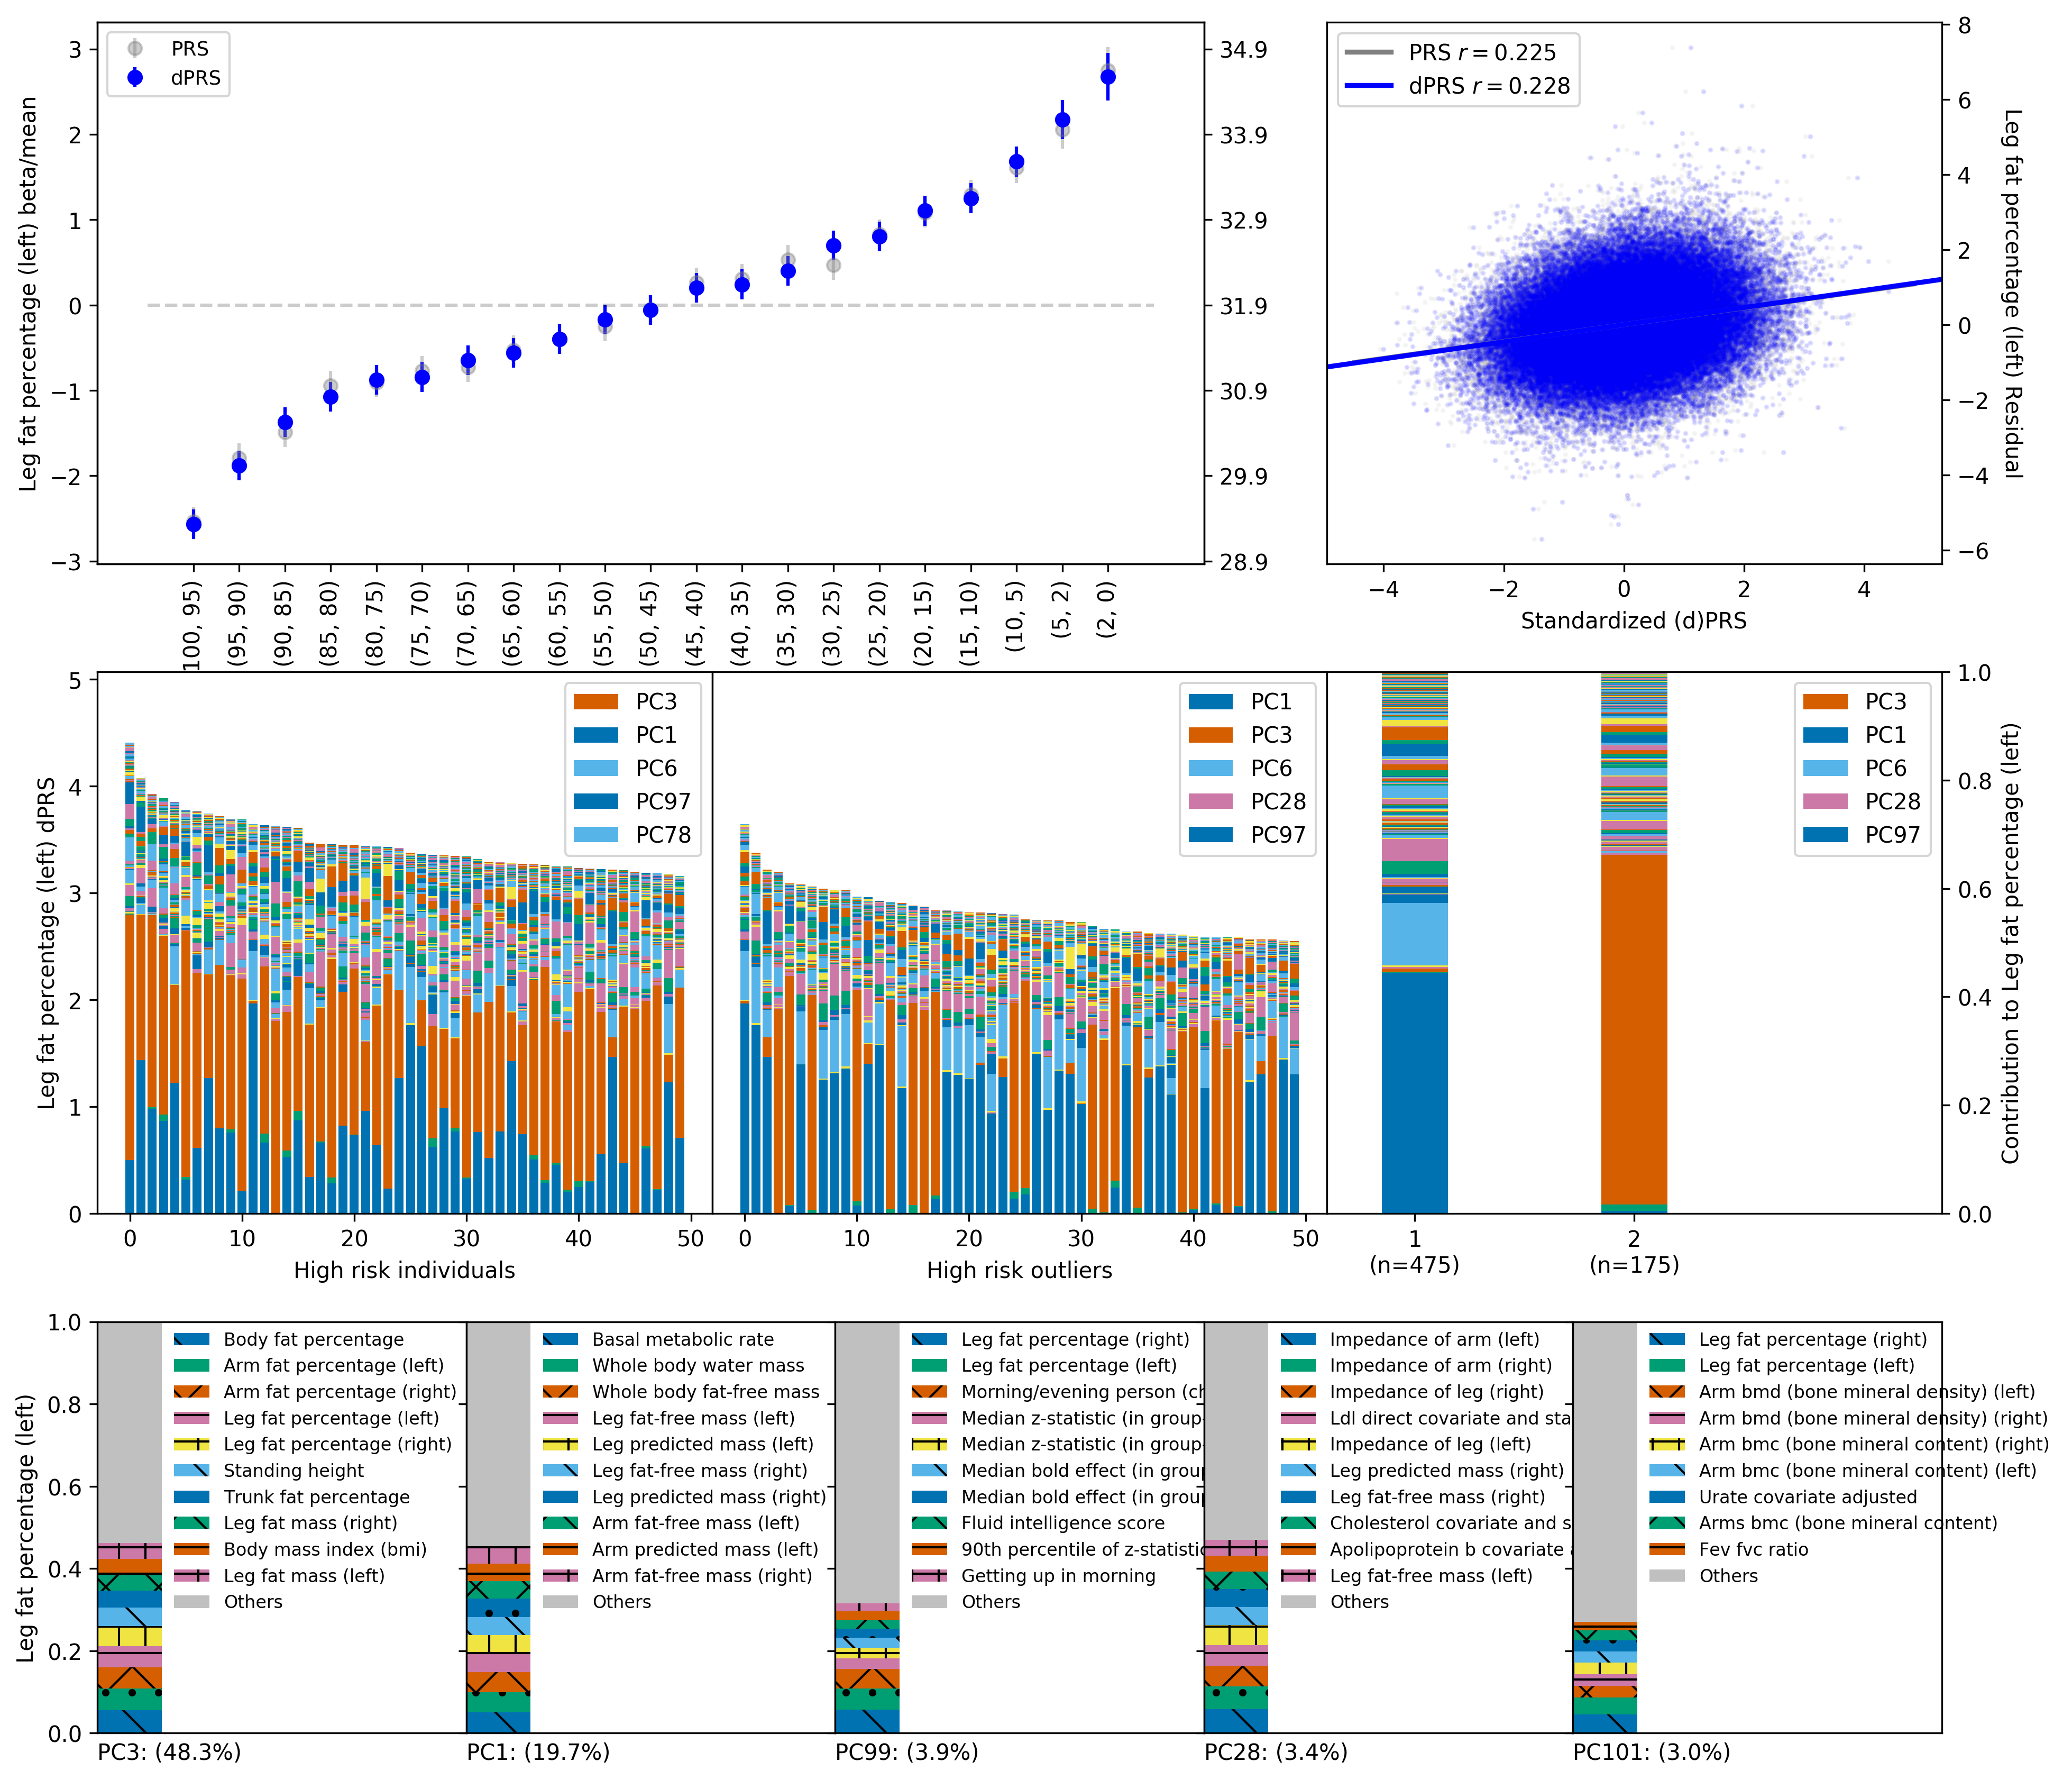 3
2
1
0
−1
−2
−3
Leg fat percentage (left) beta/mean
PRS
dPRS
34.9
33.9
32.9
31.9
30.9
29.9
28.9
100, 95)
(95, 90)
(90, 85)
(85, 80)
(80, 75)
(75, 70)
(70, 65)
(65, 60)
(60, 55)
(55, 50)
(50, 45)
(45, 40)
(40, 35)
(35, 30)
(30, 25)
(25, 20)
(20, 15)
(15, 10)
(10, 5)
(5, 2)
(2, 0)
PRS r = 0.225
dPRS r = 0.228
8
6
4
2
0
−2
−4
−6
Leg fat percentage (left) Residual
−4
−2
0
2
4
Standardized (d)PRS
5
4
3
2
1
0
Leg fat percentage (left) dPRS
PC3
PC1
PC6
PC97
PC78
0
10
20
30
40
50
High risk individuals
PC1
PC3
PC6
PC28
PC97
0
10
20
30
40
50
High risk outliers
PC3
PC1
PC6
PC28
PC97
1
(n=475)
2
(n=175)
1.0
0.8
0.6
0.4
0.2
0.0
Contribution to Leg fat percentage (left)
1.0
0.8
0.6
0.4
0.2
0.0
Leg fat percentage (left)
Body fat percentage
Arm fat percentage (left)
Arm fat percentage (right)
Leg fat percentage (left)
Leg fat percentage (right)
Standing height
Trunk fat percentage
Leg fat mass (right)
Body mass index (bmi)
Leg fat mass (left)
Others
PC3: (48.3%)
Basal metabolic rate
Whole body water mass
Whole body fat-free mass
Leg fat-free mass (left)
Leg predicted mass (left)
Leg fat-free mass (right)
Leg predicted mass (right)
Arm fat-free mass (left)
Arm predicted mass (left)
Arm fat-free mass (right)
Others
PC1: (19.7%)
Leg fat percentage (right)
Leg fat percentage (left)
Morning/evening person (ch
Median z-statistic (in group-
Median z-statistic (in group-
Median bold effect (in group
Median bold effect (in group
Fluid intelligence score
90th percentile of z-statistic
Getting up in morning
Others
PC99: (3.9%)
Impedance of arm (left)
Impedance of arm (right)
Impedance of leg (right)
Ldl direct covariate and sta
Impedance of leg (left)
Leg predicted mass (right)
Leg fat-free mass (right)
Cholesterol covariate and s
Apolipoprotein b covariate
Leg fat-free mass (left)
Others
PC28: (3.4%)
Leg fat percentage (right)
Leg fat percentage (left)
Arm bmd (bone mineral density) (left)
Arm bmd (bone mineral density) (right)
Arm bmc (bone mineral content) (right)
Arm bmc (bone mineral content) (left)
Urate covariate adjusted
Arms bmc (bone mineral content)
Fev fvc ratio
Others
PC101: (3.0%)